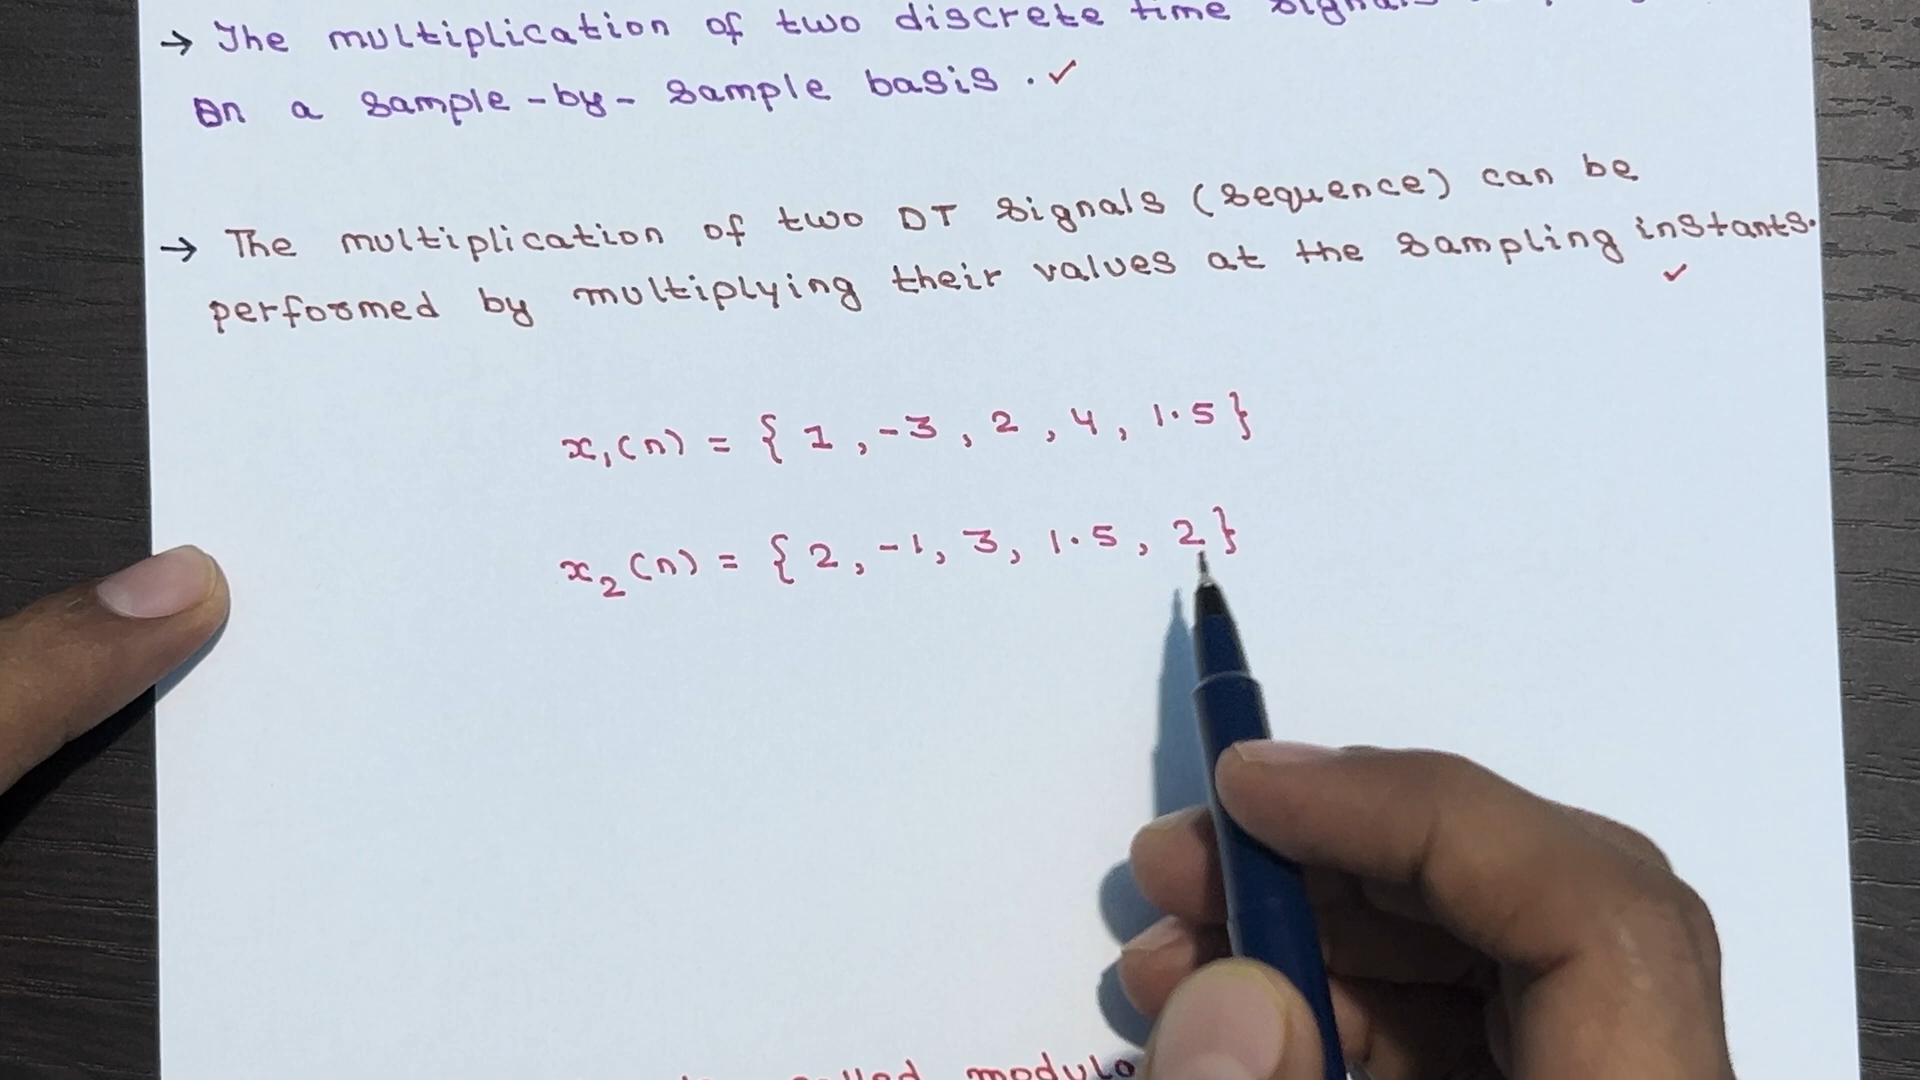 → The multiplication of two discrete time signals
On a sample-by-sample basis. ✓
→ The multiplication of two DT signals (sequence) can be
performed by multiplying their values at the sampling instants. ✓
x₁(n) = { 1, -3, 2, 4, 1.5 }
x₂(n) = { 2, -1, 3, 1.5, 2 }
called modulo